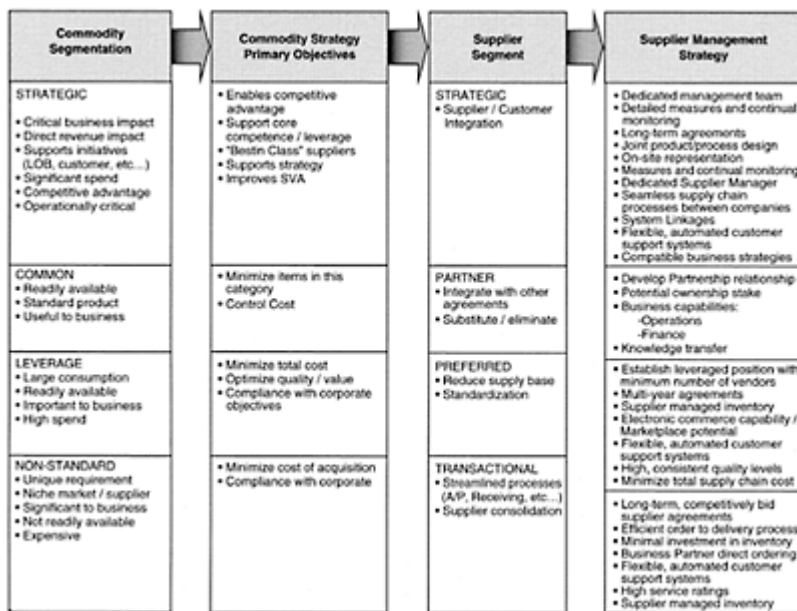 Commodity
Segmentation
Commodity Strategy
Primary Objectives
Supplier
Segment
Supplier Management
Strategy
STRATEGIC
• Critical business impact
• Direct revenue impact
• Supports initiatives
(LOB, customer, etc...)
• Significant spend
• Competitive advantage
• Operationally critical
• Enables competitive
advantage
• Support core
competence / leverage
• "Bestin Class" suppliers
• Supports strategy
• Improves SVA
STRATEGIC
• Supplier / Customer
Integration
• Dedicated management team
• Detailed measures and continual
monitoring
• Long-term agreements
• Joint product/process design
• On-site representation
• Measures and continual monitoring
• Dedicated Supplier Manager
• Seamless supply chain
processes between companies
• System Linkages
• Flexible, automated customer
support systems
• Compatible business strategies
COMMON
• Readily available
• Standard product
• Useful to business
• Minimize items in this
category
• Control Cost
PARTNER
• Integrate with other
agreements
• Substitute / eliminate
• Develop Partnership relationship
• Potential ownership stake
• Business capabilities:
-Operations
-Finance
• Knowledge transfer
LEVERAGE
• Large consumption
• Readily available
• Important to business
• High spend
• Minimize total cost
• Optimize quality / value
• Compliance with corporate
objectives
PREFERRED
• Reduce supply base
• Standardization
• Establish leveraged position with
minimum number of vendors
• Multi-year agreements
• Supplier managed inventory
• Electronic commerce capability /
Marketplace potential
• Flexible, automated customer
support systems
• High, consistent quality levels
• Minimize total supply chain cost
NON-STANDARD
• Unique requirement
• Niche market / supplier
• Significant to business
• Not readily available
• Expensive
• Minimize cost of acquisition
• Compliance with corporate
TRANSACTIONAL
• Streamlined processes
(A/P, Receiving, etc...)
• Supplier consolidation
• Long-term, competitively bid
supplier agreements
• Efficient order to delivery process
• Minimal investment in inventory
• Business Partner direct ordering
• Flexible, automated customer
support systems
• High service ratings
• Supplier managed inventory